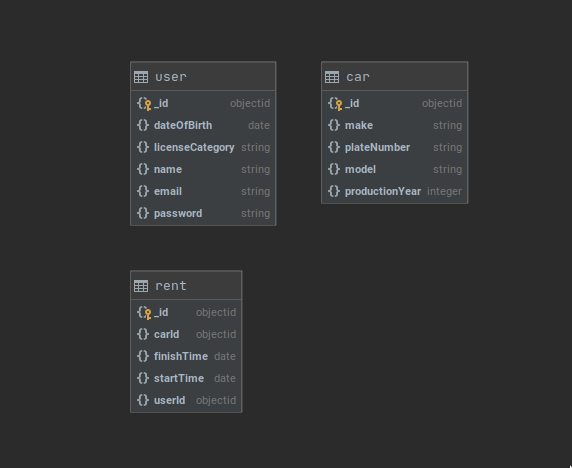 user
_id objectid
dateOfBirth date
licenseCategory string
name string
email string
password string
car
_id objectid
make string
plateNumber string
model string
productionYear integer
rent
_id objectid
carId objectid
finishTime date
startTime date
userId objectid